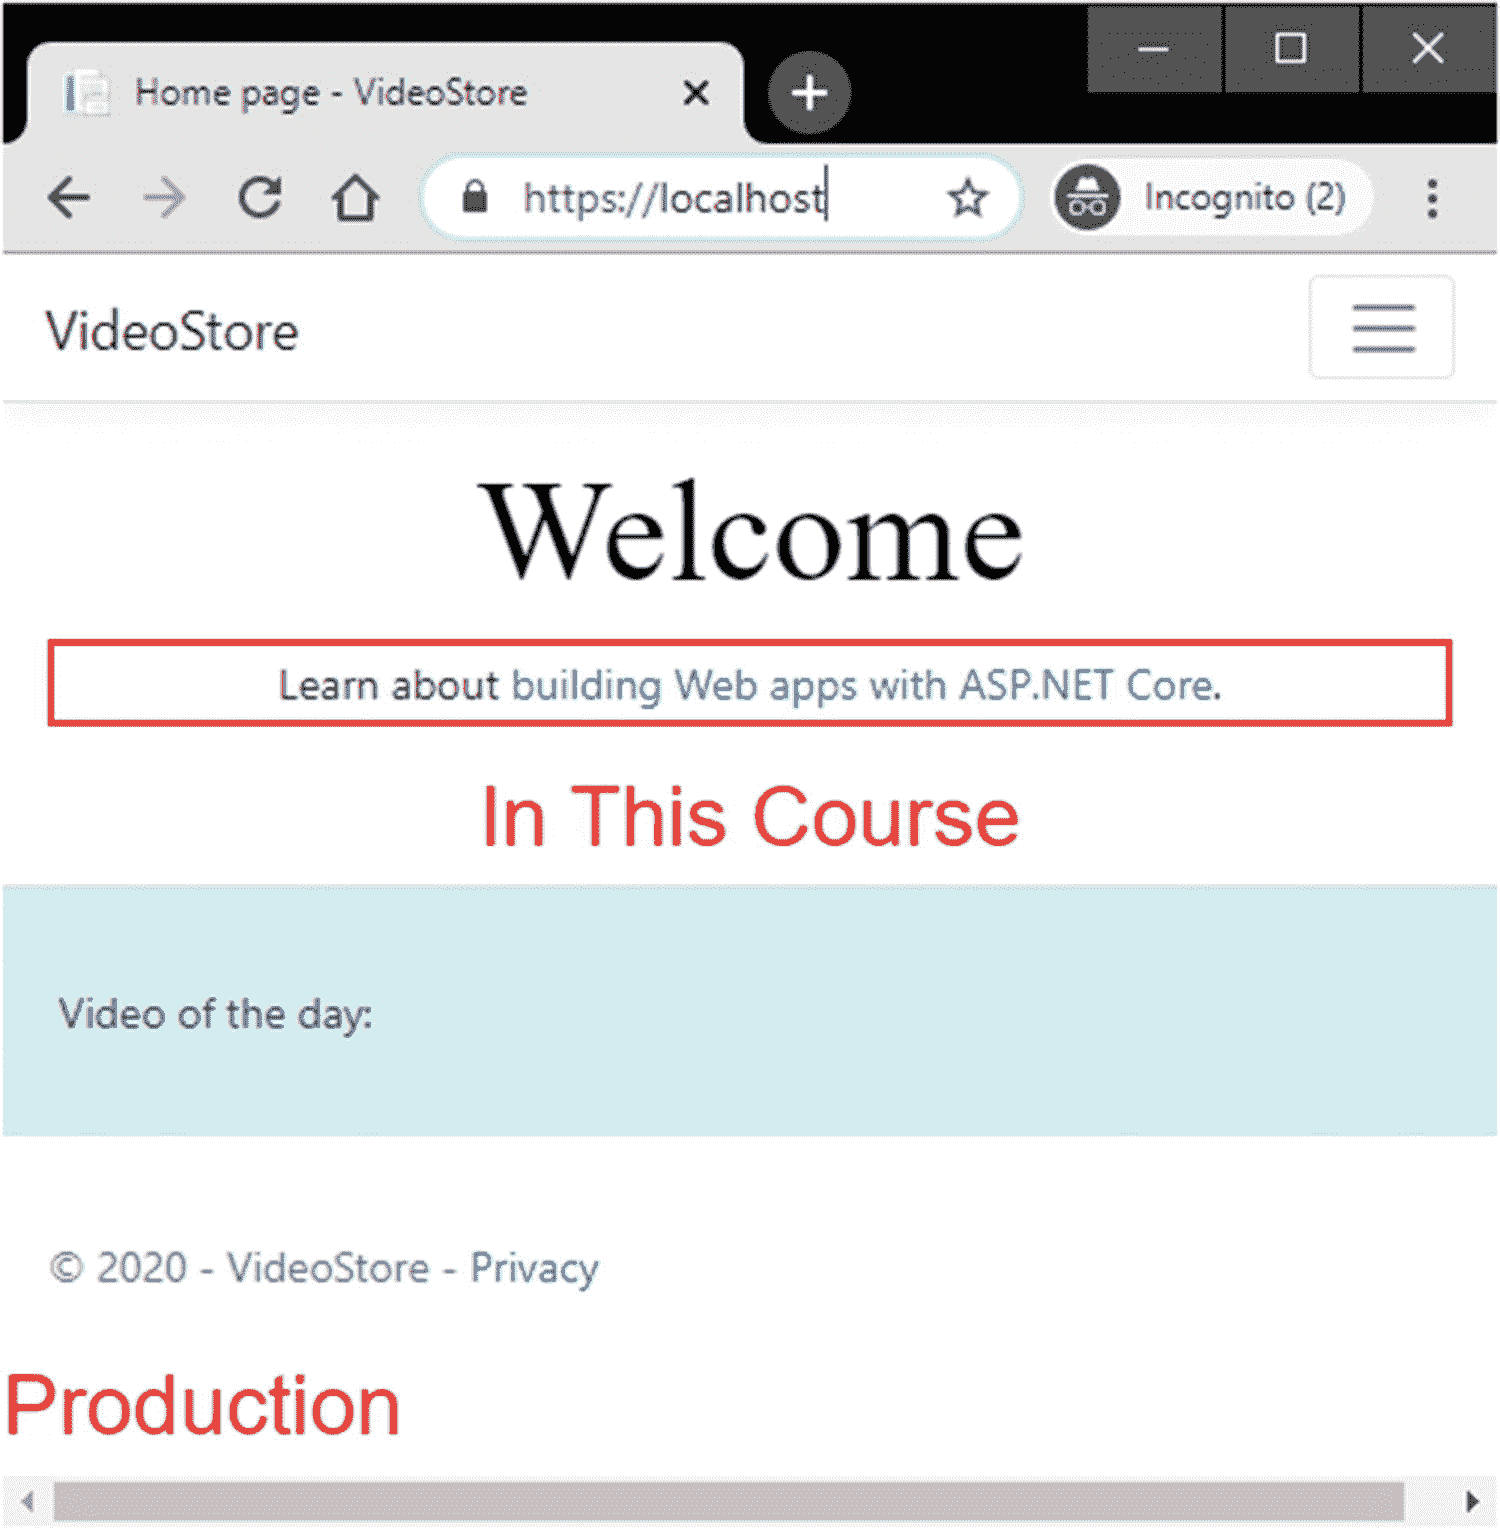 Home page - VideoStore
https://localhost
Incognito (2)
VideoStore
Welcome
Learn about building Web apps with ASP.NET Core.
In This Course
Video of the day:
© 2020 - VideoStore - Privacy
Production